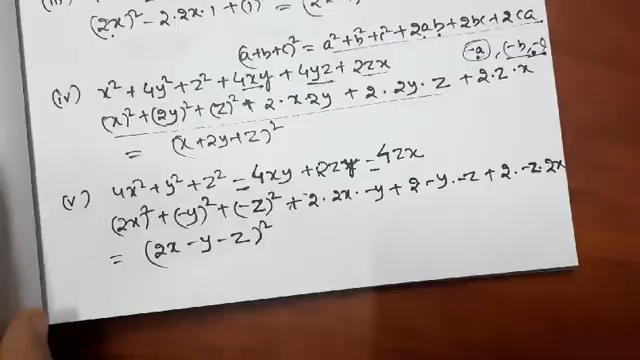 (2x)² - 2·2x·1 + (1)² = (2x
(a+b+c)² = a²+b²+c²+2ab+2bc+2ca
(iv) x² + 4y² + z² + 4xy + 4yz + 2zx (-a), (-b,-c
(x)² + (2y)² + (z)² + 2·x·2y + 2·2y·z + 2·z·x
= (x+2y+z)²
(v) 4x² + y² + z² - 4xy + 2zy - 4zx
(2x)² + (-y)² + (-z)² + 2·2x·-y + 2·-y·-z + 2·-z·2x
= (2x - y - z)²